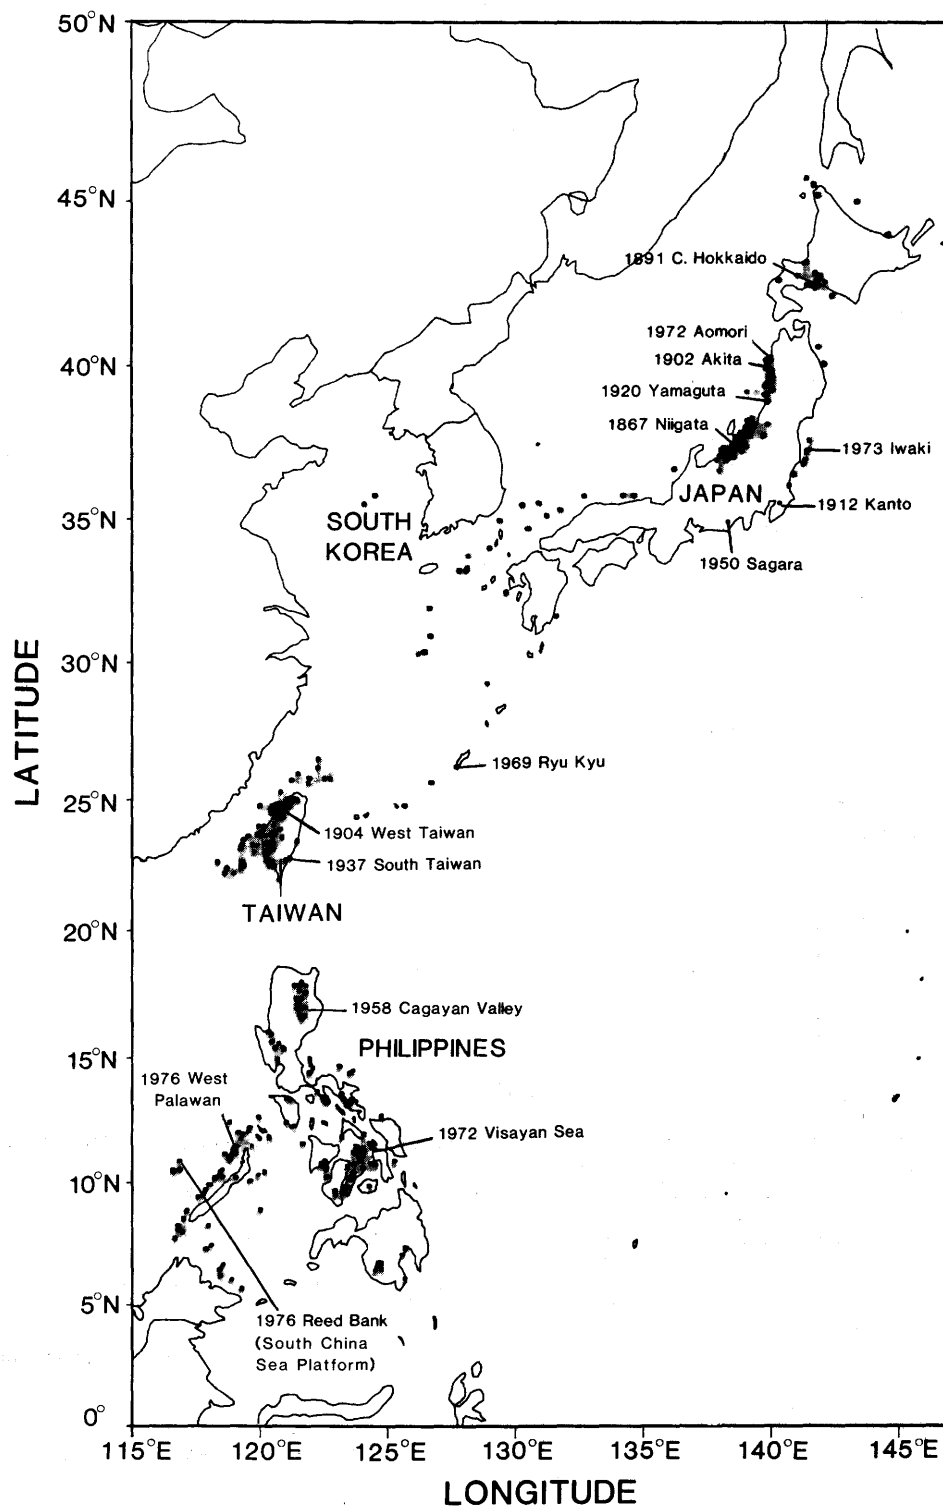 50°N
45°N
1891 C. Hokkaido
1972 Aomori
40°N
1902 Akita
1920 Yamaguta
1867 Niigata
1973 Iwaki
JAPAN
1912 Kanto
35°N
SOUTH
KOREA
1950 Sagara
30°N
LATITUDE
1969 Ryu Kyu
25°N
1904 West Taiwan
1937 South Taiwan
TAIWAN
20°N
1958 Cagayan Valley
PHILIPPINES
15°N
1976 West
Palawan
1972 Visayan Sea
10°N
5°N
1976 Reed Bank
(South China
Sea Platform)
0°
115°E 120°E 125°E 130°E 135°E 140°E 145°E
LONGITUDE